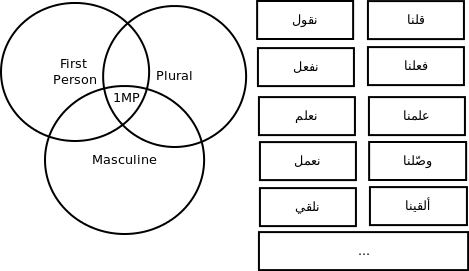 First
Person
Plural
1MP
Masculine
نقول
قلنا
نفعل
فعلنا
نعلم
علمنا
نعمل
وصّلنا
نلقي
ألقينا
...